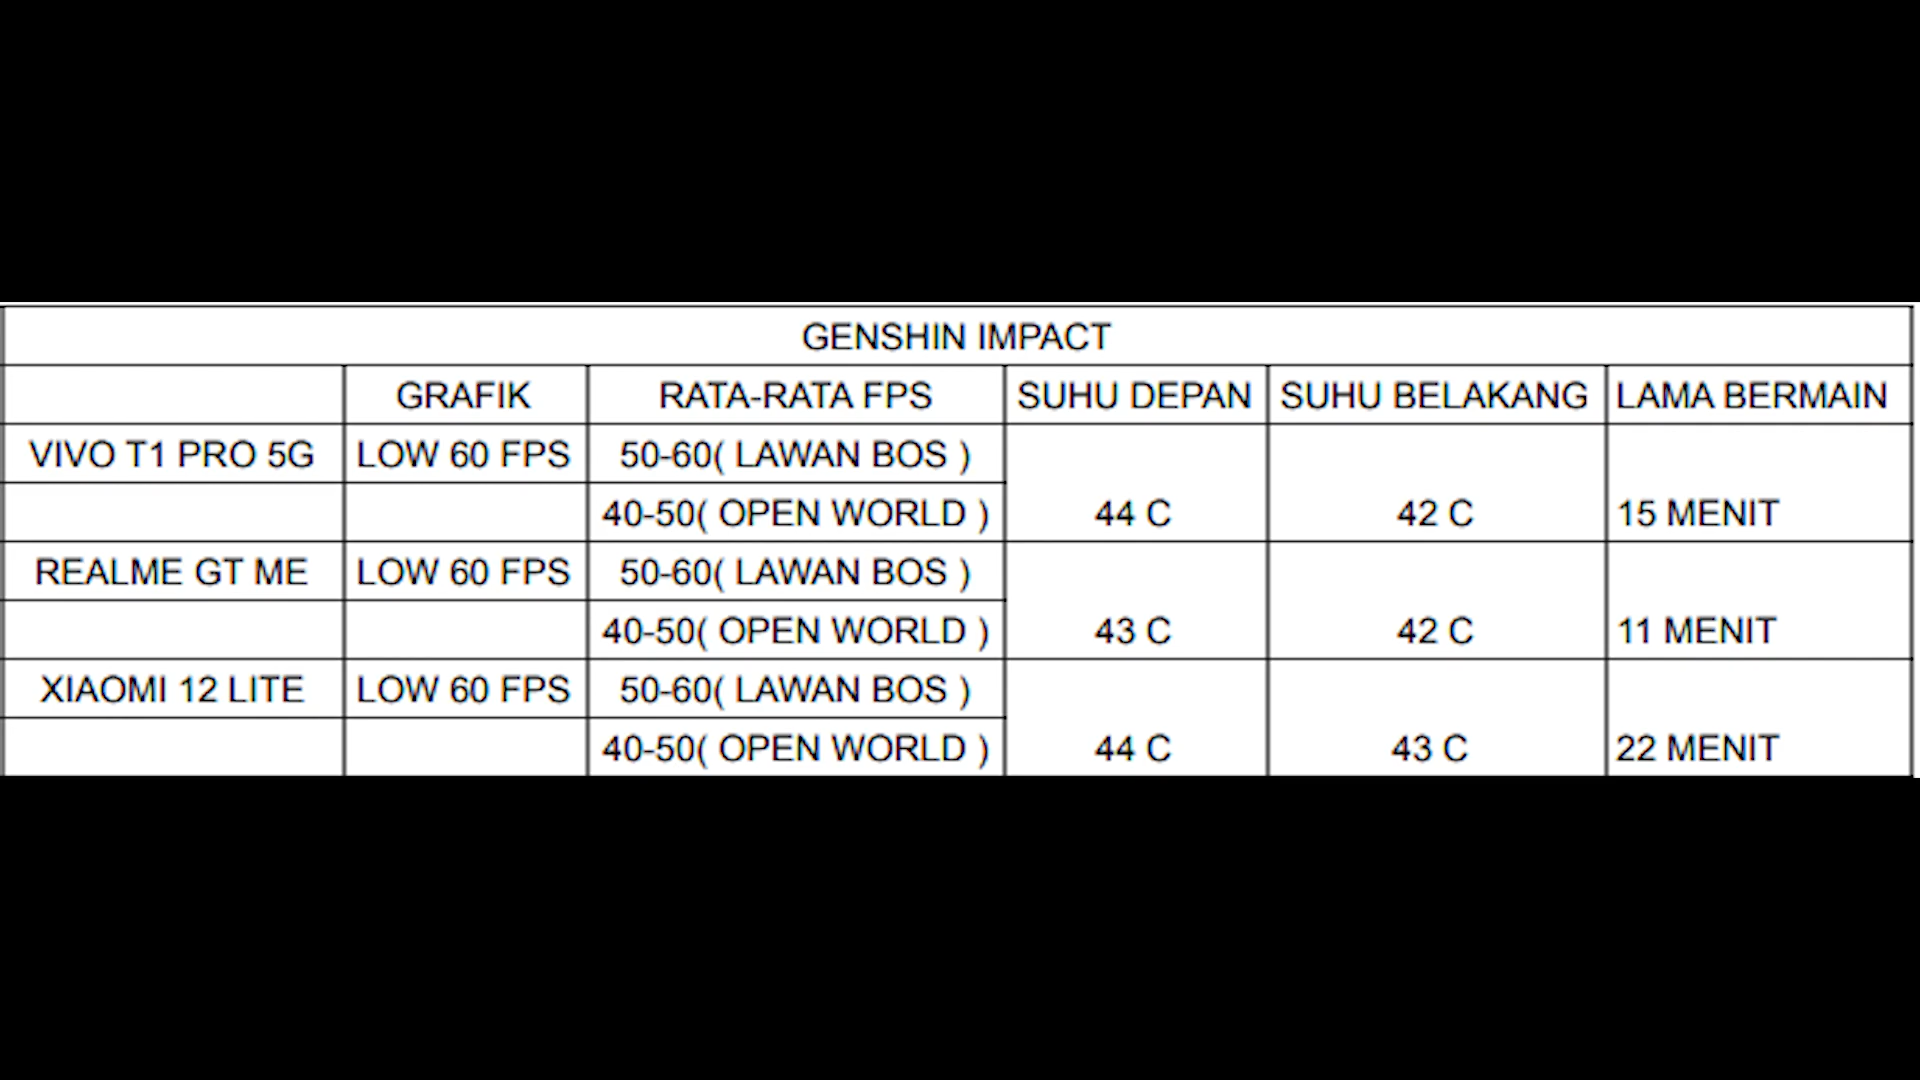 GENSHIN IMPACT
GRAFIK RATA-RATA FPS SUHU DEPAN SUHU BELAKANG LAMA BERMAIN
VIVO T1 PRO 5G LOW 60 FPS 50-60( LAWAN BOS )
40-50( OPEN WORLD ) 44 C 42 C 15 MENIT
REALME GT ME LOW 60 FPS 50-60( LAWAN BOS )
40-50( OPEN WORLD ) 43 C 42 C 11 MENIT
XIAOMI 12 LITE LOW 60 FPS 50-60( LAWAN BOS )
40-50( OPEN WORLD ) 44 C 43 C 22 MENIT